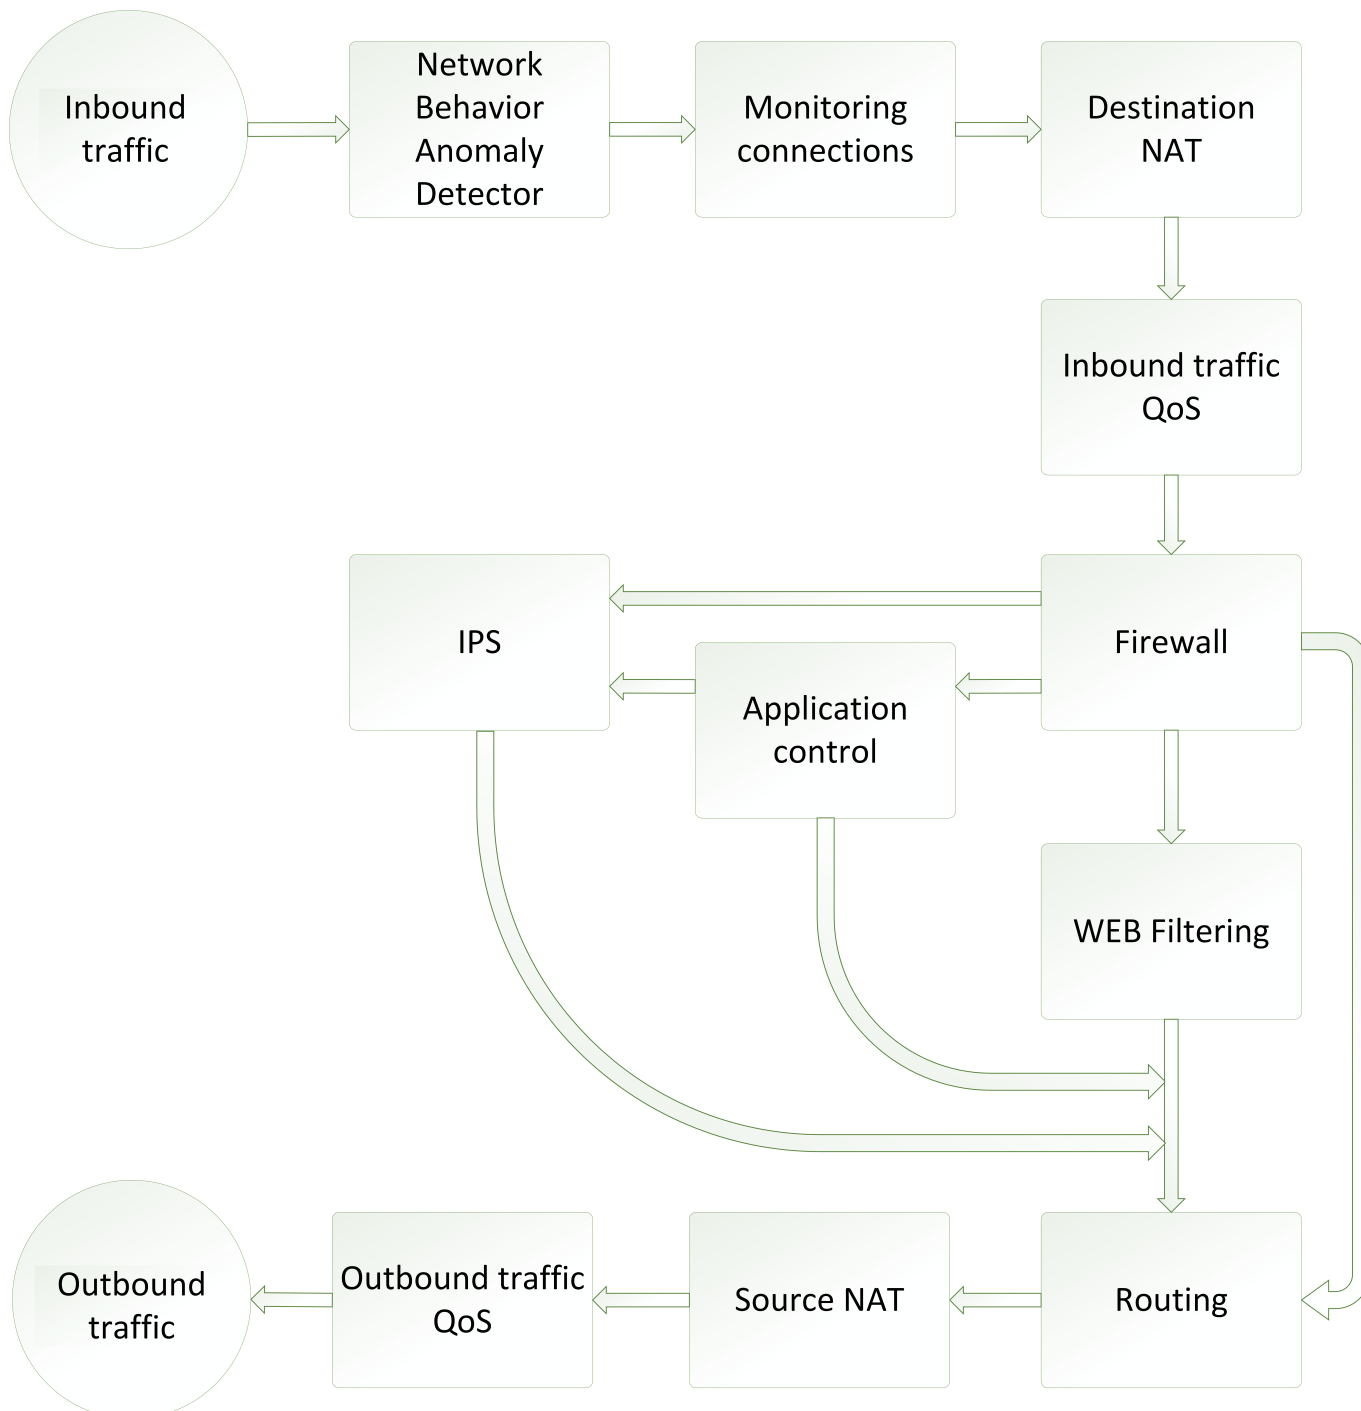 Inbound
traffic
Network
Behavior
Anomaly
Detector
Monitoring
connections
Destination
NAT
Inbound traffic
QoS
IPS
Application
control
Firewall
WEB Filtering
Outbound
traffic
Outbound traffic
QoS
Source NAT
Routing